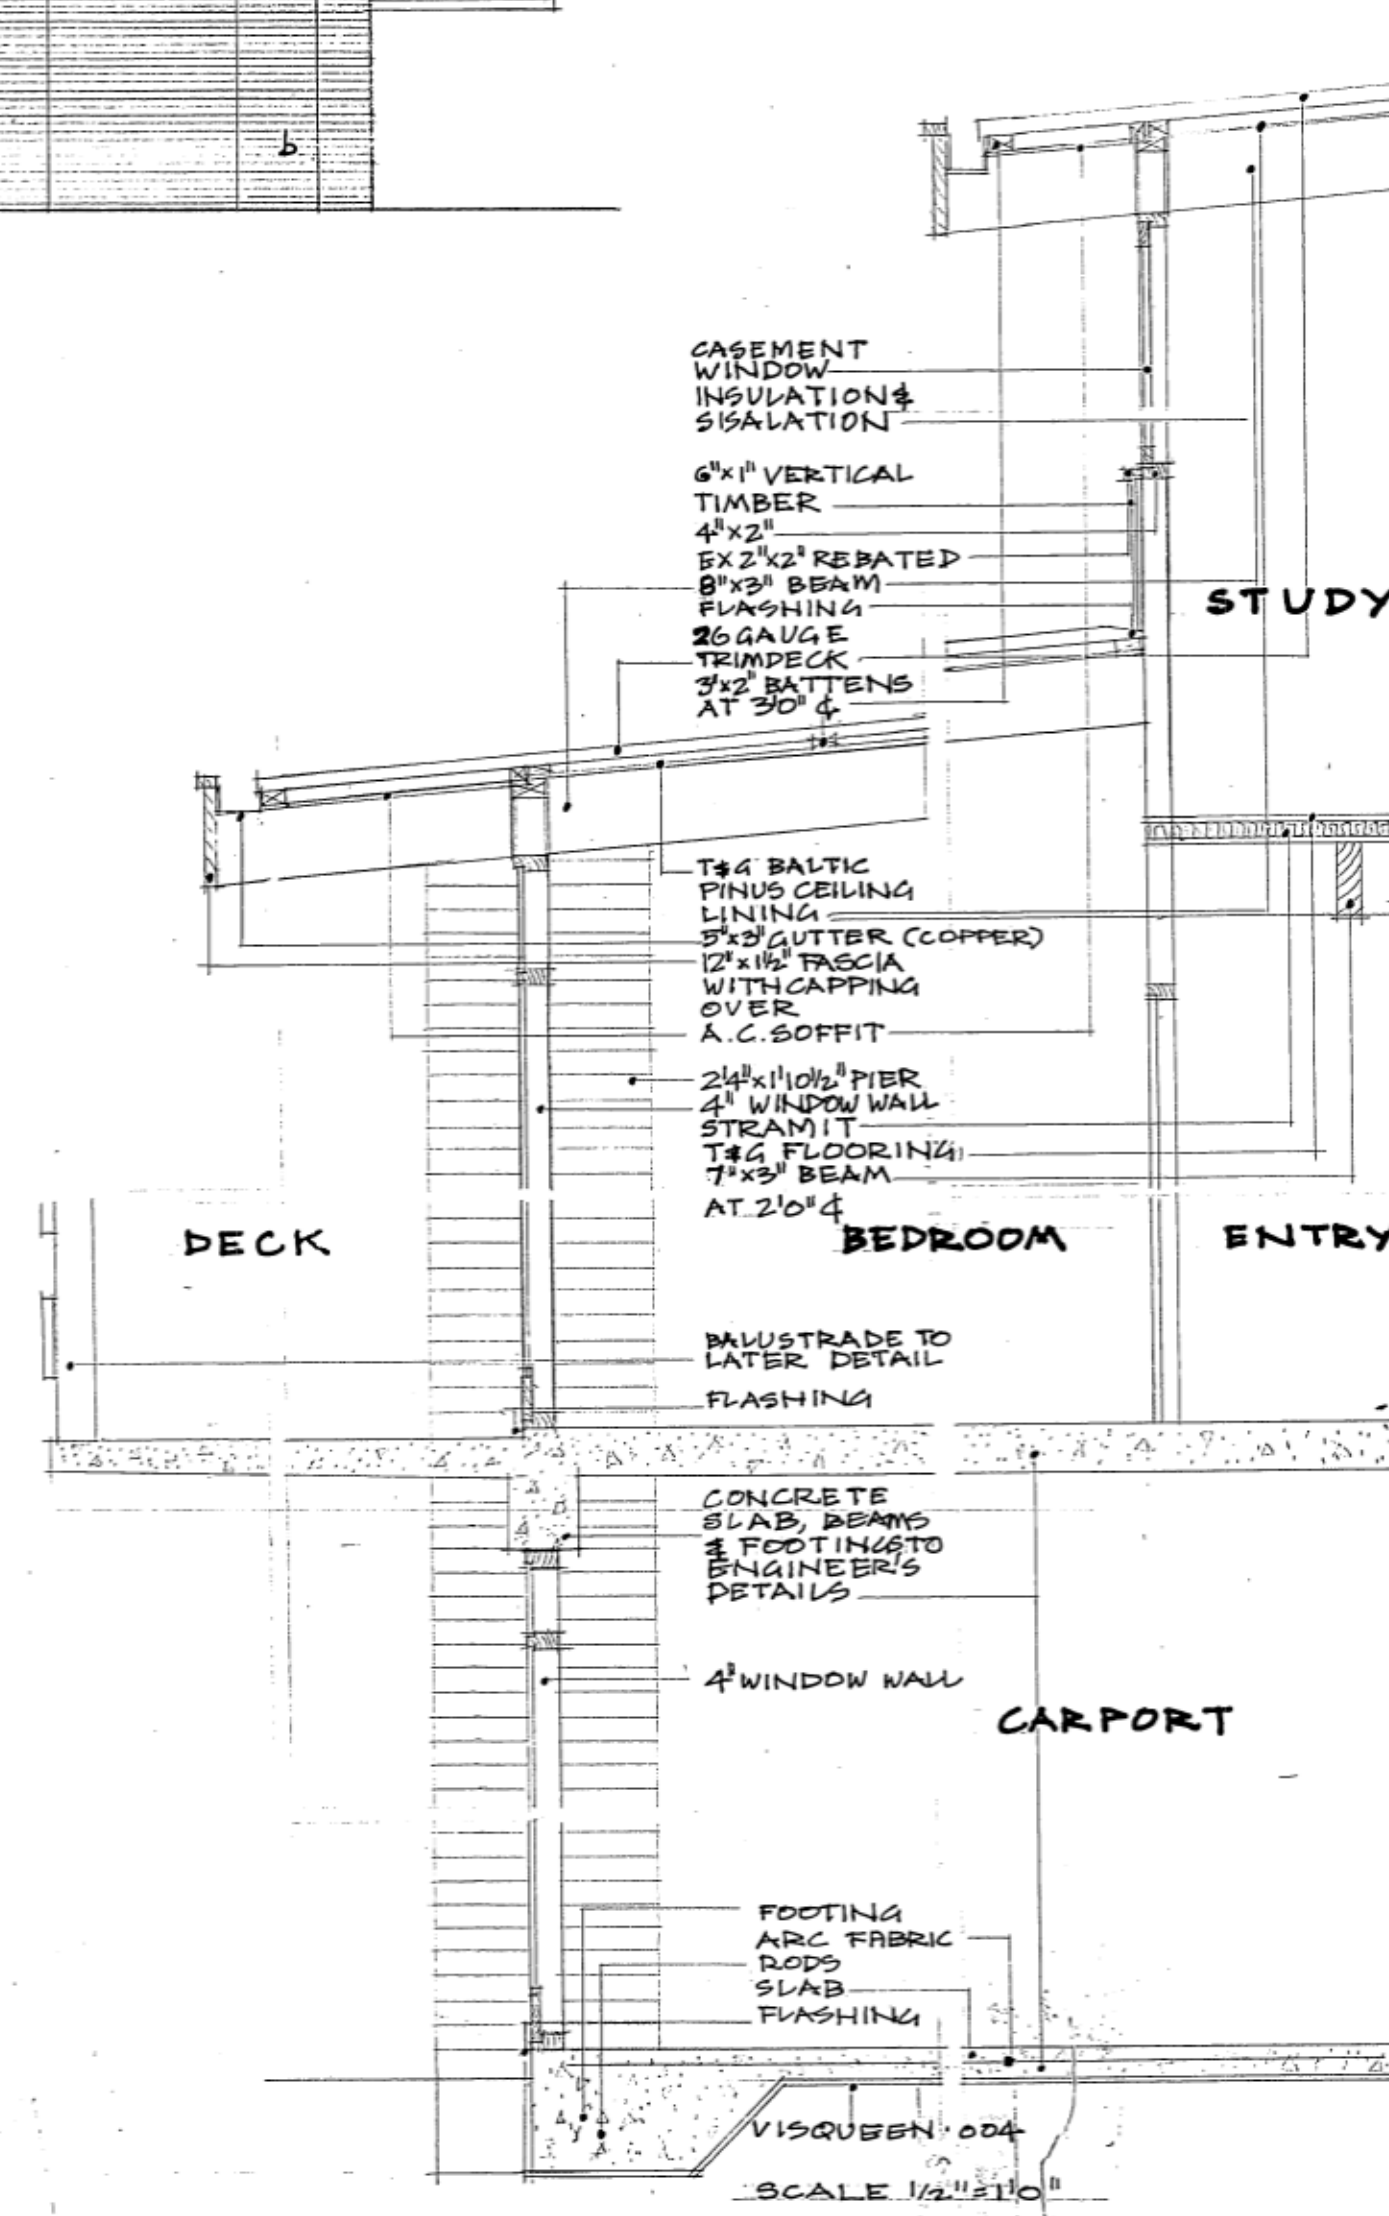 b
CASEMENT
WINDOW
INSULATION &
SISALATION
6"x1" VERTICAL
TIMBER
4"x2"
EX 2"x2" REBATED
8"x3" BEAM
FLASHING
26 GAUGE
TRIMDECK
3"x2" BATTENS
AT 3'0" ℄
STUDY
T&G BALTIC
PINUS CEILING
LINING
5"x3" GUTTER (COPPER)
12"x1½" FASCIA
WITH CAPPING
OVER
A.C. SOFFIT
2'4"x1'10½" PIER
4" WINDOW WALL
STRAMIT
T&G FLOORING
7"x3" BEAM
AT 2'0" ℄
DECK
BEDROOM
ENTRY
BALUSTRADE TO
LATER DETAIL
FLASHING
CONCRETE
SLAB, BEAMS
& FOOTINGS TO
ENGINEER'S
DETAILS
4" WINDOW WALL
CARPORT
FOOTING
ARC FABRIC
RODS
SLAB
FLASHING
VISQUEEN .004
SCALE 1/2"=1'0"